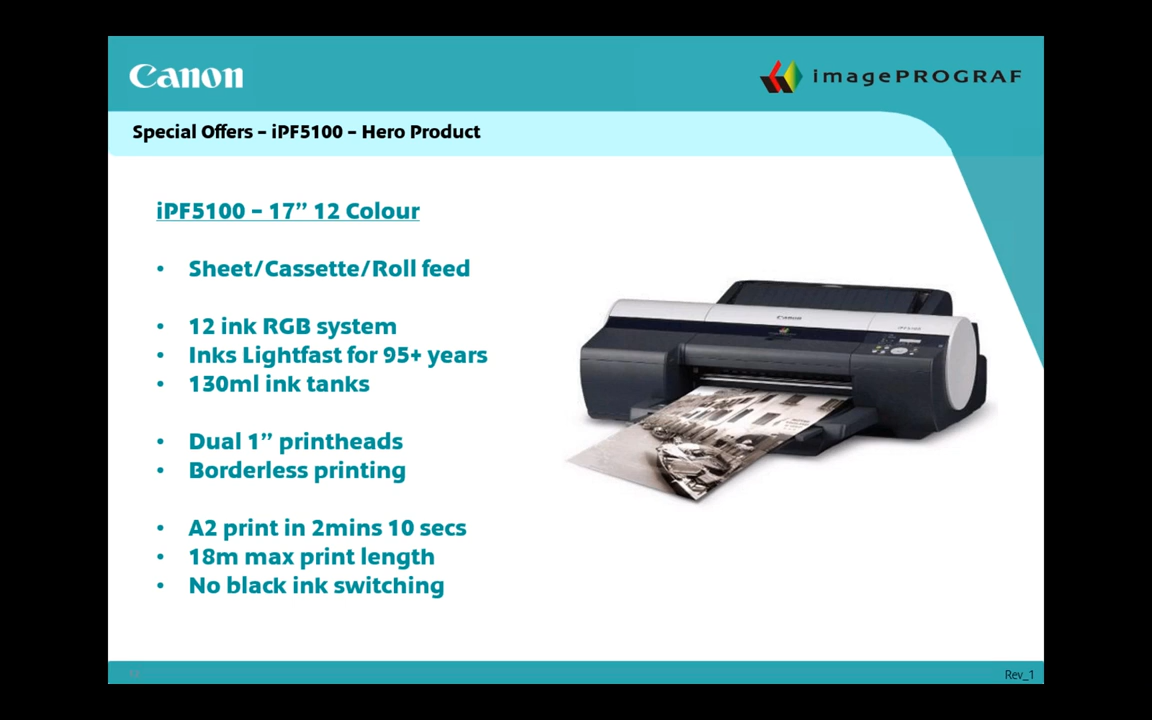 Canon
imagePROGRAF
Special Offers – iPF5100 – Hero Product
iPF5100 – 17” 12 Colour
• Sheet/Cassette/Roll feed
• 12 ink RGB system
• Inks Lightfast for 95+ years
• 130ml ink tanks
• Dual 1” printheads
• Borderless printing
• A2 print in 2mins 10 secs
• 18m max print length
• No black ink switching
Canon
Rev_1